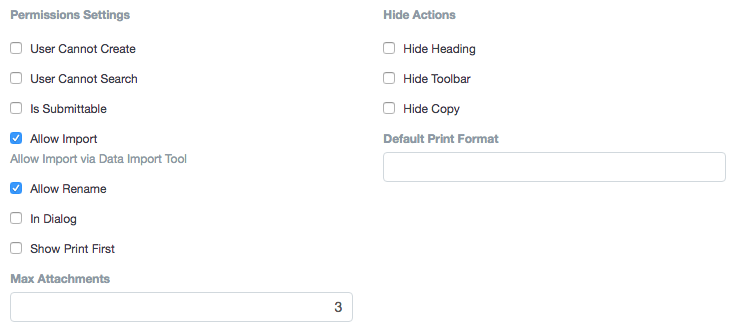 Permissions Settings
User Cannot Create
User Cannot Search
Is Submittable
Allow Import
Allow Import via Data Import Tool
Allow Rename
In Dialog
Show Print First
Max Attachments
3
Hide Actions
Hide Heading
Hide Toolbar
Hide Copy
Default Print Format